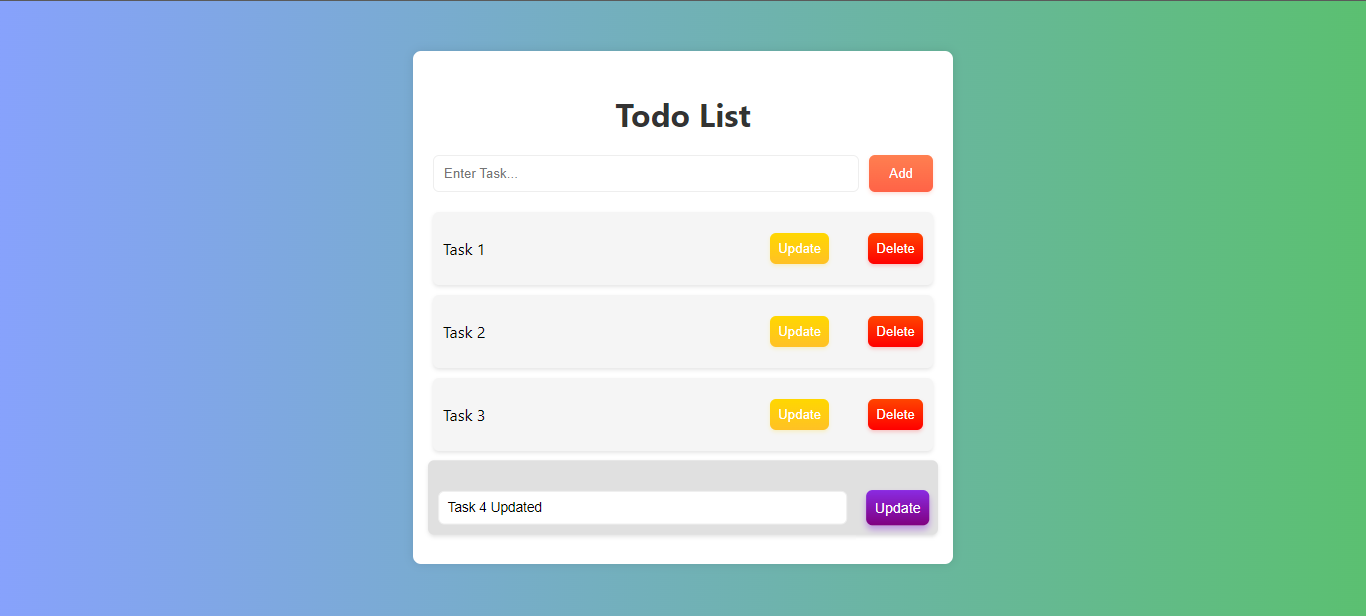 Todo List
Enter Task... Add
Task 1 Update Delete
Task 2 Update Delete
Task 3 Update Delete
Task 4 Updated Update